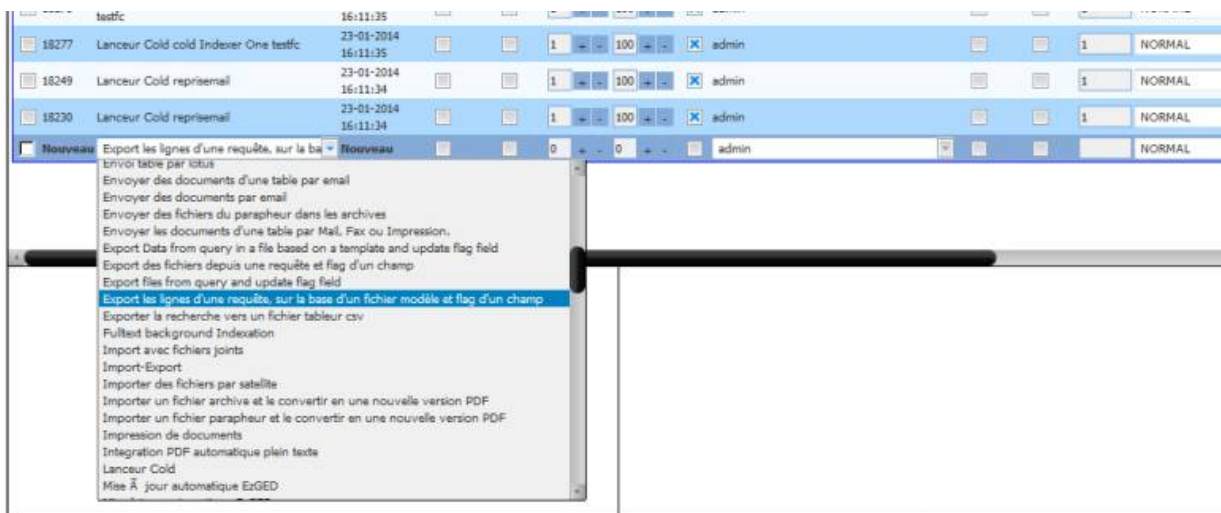 testfc 16:11:35
18277 Lanceur Cold cold Indexer One testfc 23-01-2014 16:11:35 1 + - 100 + - admin 1 NORMAL
18249 Lanceur Cold reprisemail 23-01-2014 16:11:34 1 + - 100 + - admin 1 NORMAL
18230 Lanceur Cold reprisemail 23-01-2014 16:11:34 1 + - 100 + - admin 1 NORMAL
Nouveau Export les lignes d'une requête, sur la ba Nouveau 0 + - 0 + - admin NORMAL
Envoi table par lotus
Envoyer des documents d'une table par email
Envoyer des documents par email
Envoyer des fichiers du parapheur dans les archives
Envoyer les documents d'une table par Mail, Fax ou Impression.
Export Data from query in a file based on a template and update flag field
Export des fichiers depuis une requête et flag d'un champ
Export files from query and update flag field
Export les lignes d'une requête, sur la base d'un fichier modèle et flag d'un champ
Exporter la recherche vers un fichier tableur csv
Fulltext background Indexation
Import avec fichiers joints
Import-Export
Importer des fichiers par satellite
Importer un fichier archive et le convertir en une nouvelle version PDF
Importer un fichier parapheur et le convertir en une nouvelle version PDF
Impression de documents
Integration PDF automatique plein texte
Lanceur Cold
Mise Ã jour automatique EzGED